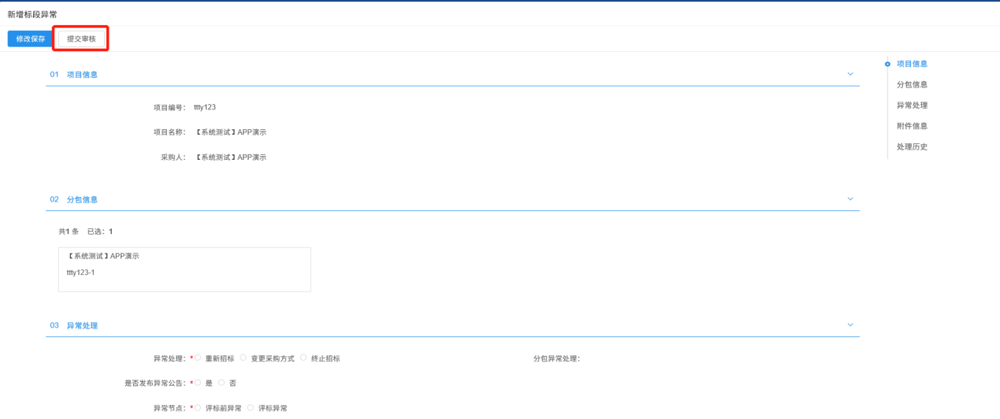 新增标段异常
修改保存 提交审核
01 项目信息
项目编号： ttty123
项目名称： 【系统测试】APP演示
采购人： 【系统测试】APP演示
02 分包信息
共1 条 已选：1
【系统测试】APP演示
ttty123-1
03 异常处理
异常处理：* 重新招标 变更采购方式 终止招标 分包异常处理：
是否发布异常公告：* 是 否
异常节点：* 评标前异常 评标异常
项目信息
分包信息
异常处理
附件信息
处理历史